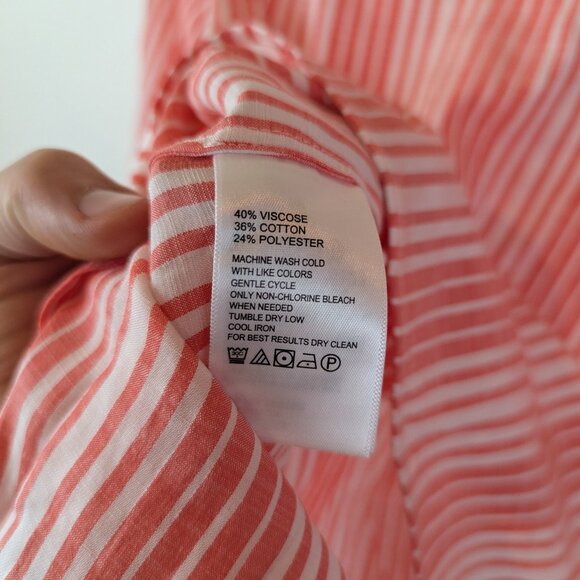 40% VISCOSE
36% COTTON
24% POLYESTER
MACHINE WASH COLD
WITH LIKE COLORS
GENTLE CYCLE
ONLY NON-CHLORINE BLEACH
WHEN NEEDED
TUMBLE DRY LOW
COOL IRON
FOR BEST RESULTS DRY CLEAN
P